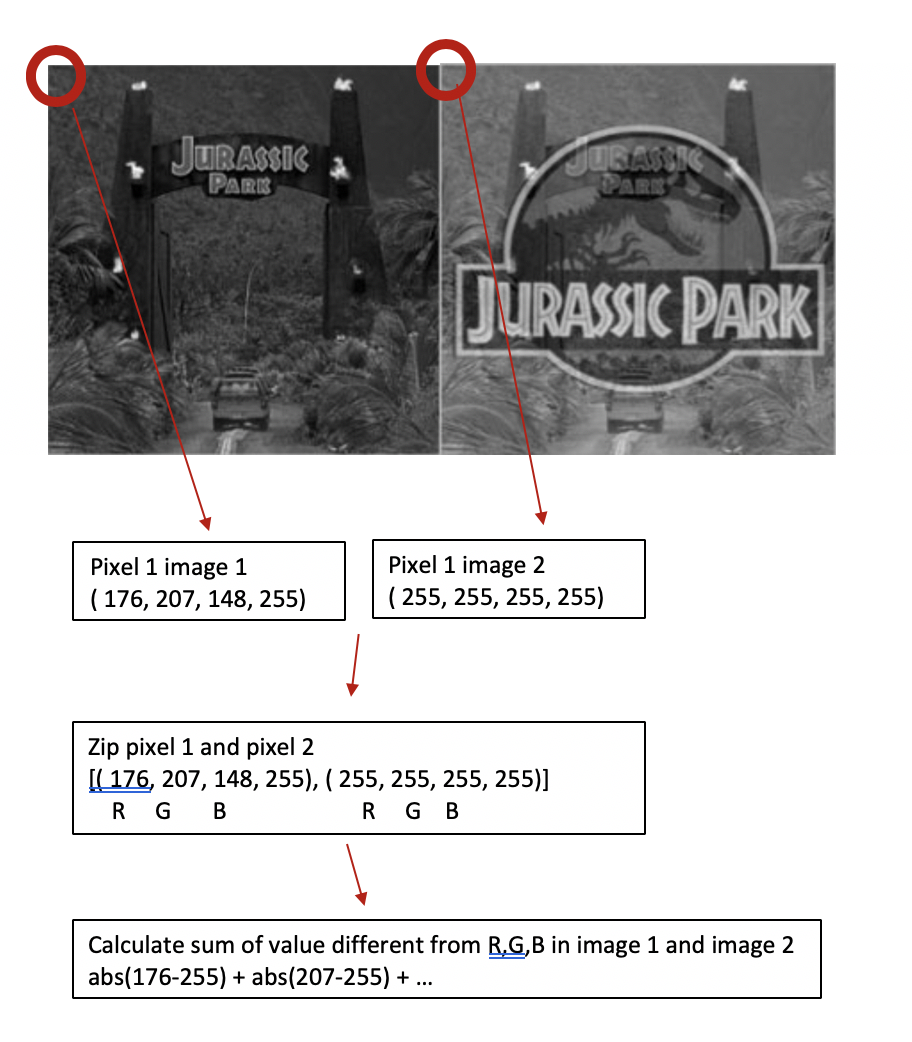 JURASSIC
PARK
JURASSIC
PARK
JURASSIC PARK
Pixel 1 image 1
( 176, 207, 148, 255)
Pixel 1 image 2
( 255, 255, 255, 255)
Zip pixel 1 and pixel 2
[( 176, 207, 148, 255), ( 255, 255, 255, 255)]
R G B R G B
Calculate sum of value different from R,G,B in image 1 and image 2
abs(176-255) + abs(207-255) + ...